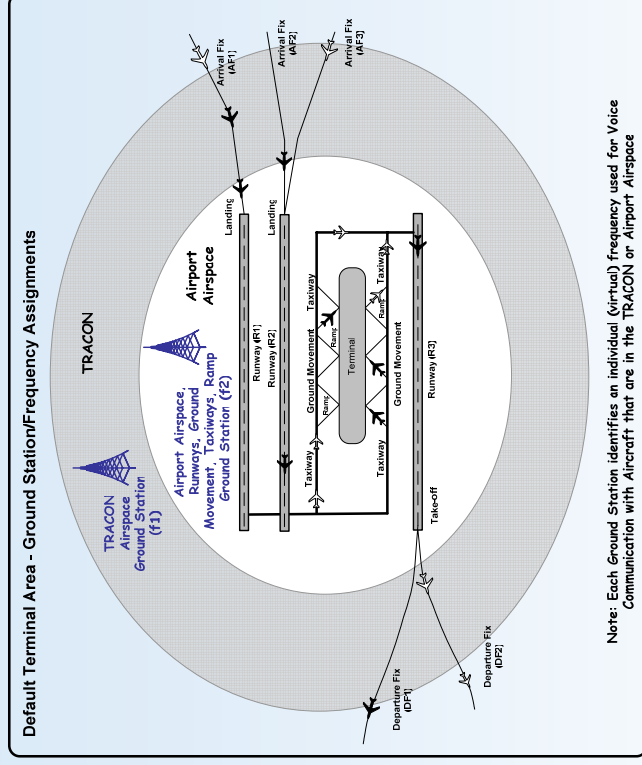 Default Terminal Area - Ground Station/Frequency Assignments
TRACON
TRACON
Airspace
Ground Station
(f1)
Airport Airspace,
Runways, Ground
Movement, Taxiways, Ramp
Ground Station (f2)
Airport
Airspace
Arrival Fix
(AF1)
Arrival Fix
(AF2)
Arrival Fix
(AF3)
Landing
Landing
Runway (R1)
Runway (R2)
Taxiway
Ground Movement
Taxiway
Ramp
Ramp
Terminal
Ramp
Taxiway
Ground Movement
Taxiway
Take-off
Runway (R3)
Departure Fix
(DF1)
Departure Fix
(DF2)
Note: Each Ground Station identifies an individual (virtual) frequency used for Voice
Communication with Aircraft that are in the TRACON or Airport Airspace